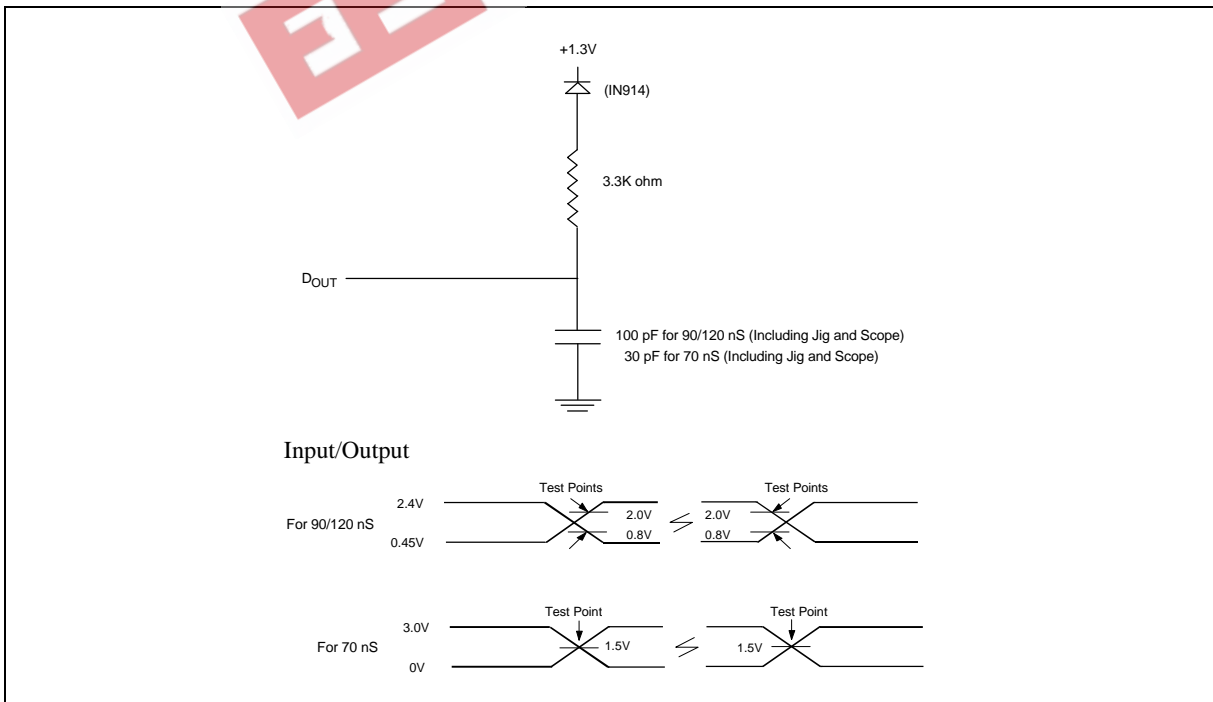 +1.3V
(IN914)
3.3K ohm
DOUT
100 pF for 90/120 nS (Including Jig and Scope)
30 pF for 70 nS (Including Jig and Scope)
Input/Output
Test Points Test Points
2.4V
2.0V 2.0V
For 90/120 nS
0.8V 0.8V
0.45V
Test Point Test Point
3.0V
For 70 nS 1.5V 1.5V
0V